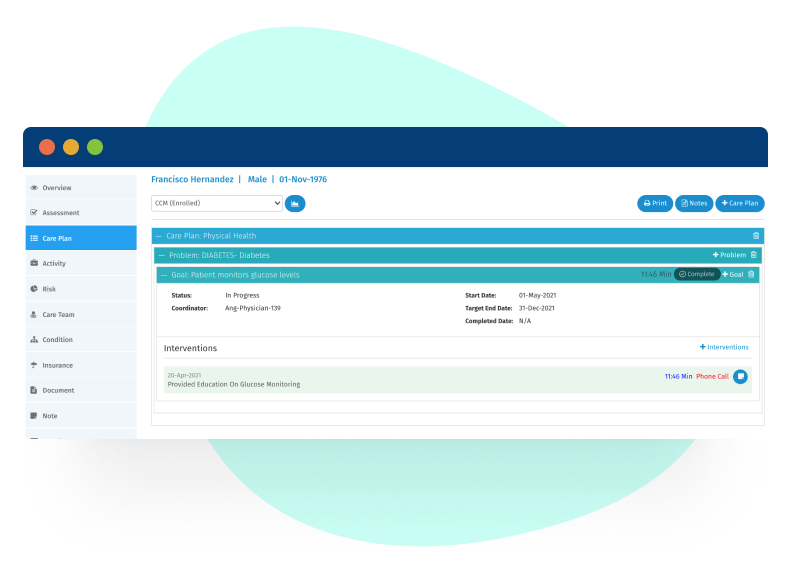 Francisco Hernandez | Male | 01-Nov-1976
CCM (Enrolled)
Print
Notes
+ Care Plan
Overview
Assessment
Care Plan
Activity
Risk
Care Team
Condition
Insurance
Document
Note
— Care Plan: Physical Health
— Problem: DIABETES- Diabetes
+ Problem
— Goal: Patient monitors glucose levels
11:46 Min Complete + Goal
Status: In Progress
Start Date: 01-May-2021
Coordinator: Ang-Physician-139
Target End Date: 31-Dec-2021
Completed Date: N/A
Interventions
+ Interventions
20-Apr-2021
Provided Education On Glucose Monitoring
11:46 Min Phone Call